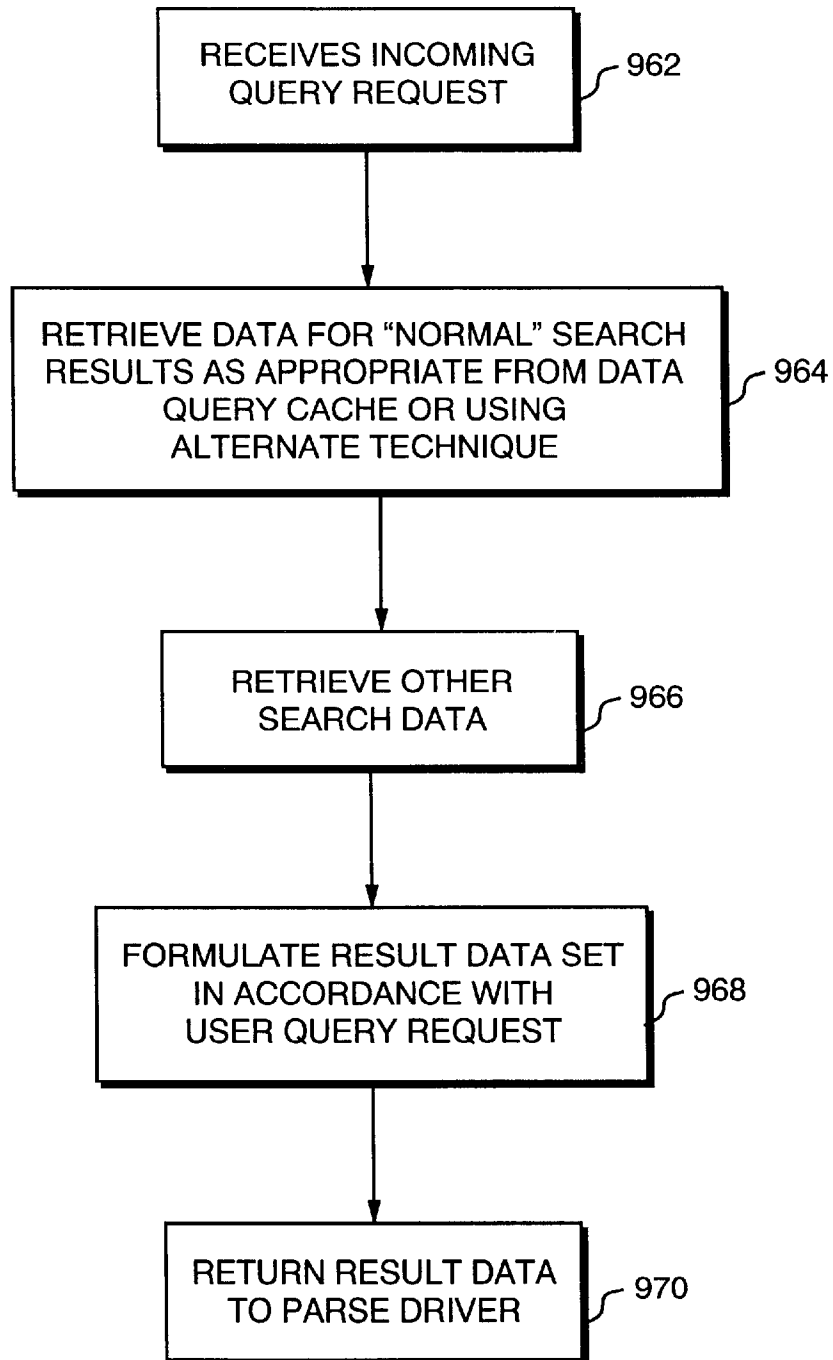 RECEIVES INCOMING
QUERY REQUEST
962
RETRIEVE DATA FOR “NORMAL” SEARCH
RESULTS AS APPROPRIATE FROM DATA
QUERY CACHE OR USING
ALTERNATE TECHNIQUE
964
RETRIEVE OTHER
SEARCH DATA
966
FORMULATE RESULT DATA SET
IN ACCORDANCE WITH
USER QUERY REQUEST
968
RETURN RESULT DATA
TO PARSE DRIVER
970